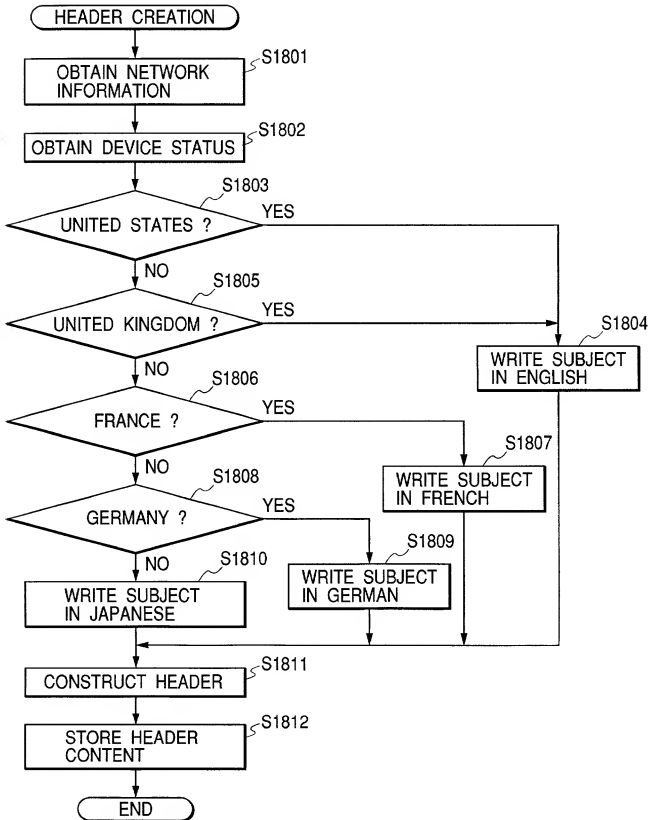 HEADER CREATION
S1801
OBTAIN NETWORK
INFORMATION
S1802
OBTAIN DEVICE STATUS
S1803
UNITED STATES ?
YES
NO
S1805
UNITED KINGDOM ?
YES
S1804
WRITE SUBJECT
IN ENGLISH
NO
S1806
FRANCE ?
YES
S1807
WRITE SUBJECT
IN FRENCH
NO
S1808
GERMANY ?
YES
S1809
WRITE SUBJECT
IN GERMAN
NO
S1810
WRITE SUBJECT
IN JAPANESE
S1811
CONSTRUCT HEADER
S1812
STORE HEADER
CONTENT
END